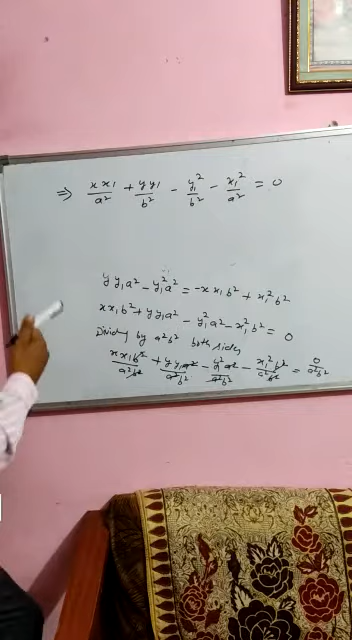 ⇒ xx₁/a² + yy₁/b² - y₁²/b² - x₁²/a² = 0
yy₁a² - y₁²a² = -xx₁b² + x₁²b²
xx₁b² + yy₁a² - y₁²a² - x₁²b² = 0
Dividing by a²b² both sides
xx₁b²/a²b² + yy₁a²/a²b² - y₁²a²/a²b² - x₁²b²/a²b² = 0/a²b²